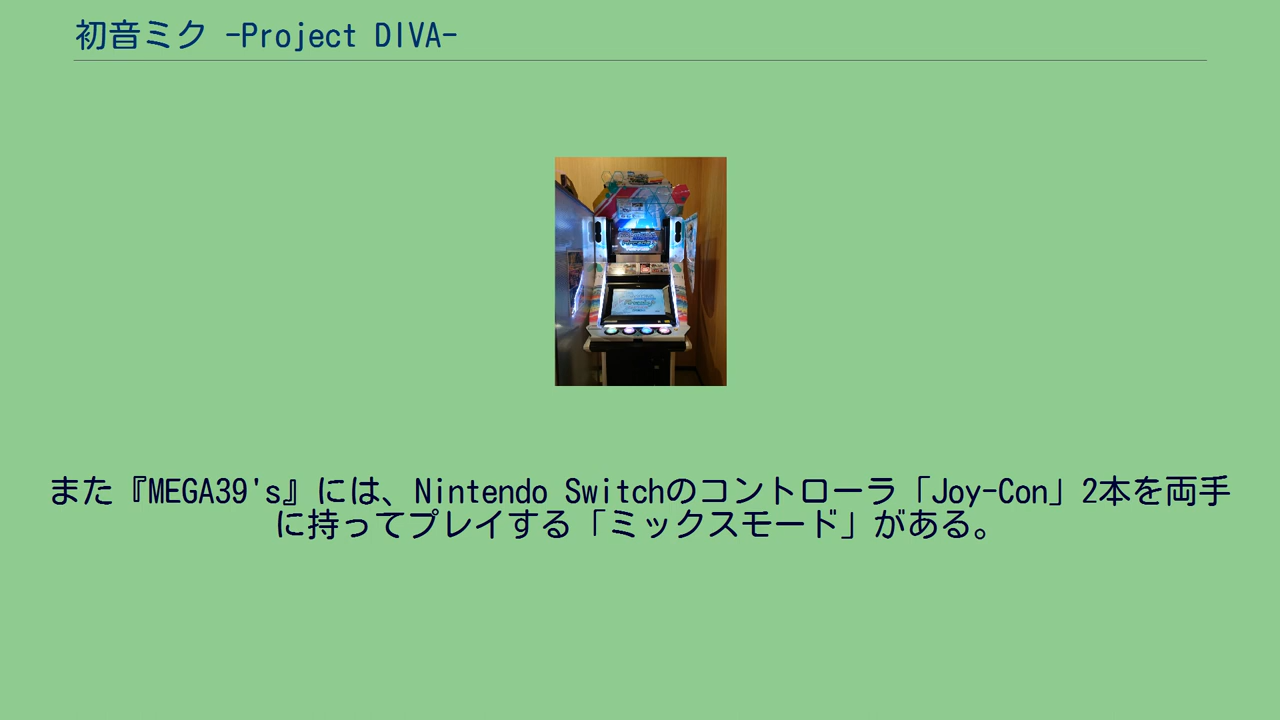 初音ミク -Project DIVA-
また『MEGA39's』には、Nintendo Switchのコントローラ「Joy-Con」2本を両手
に持ってプレイする「ミックスモード」がある。